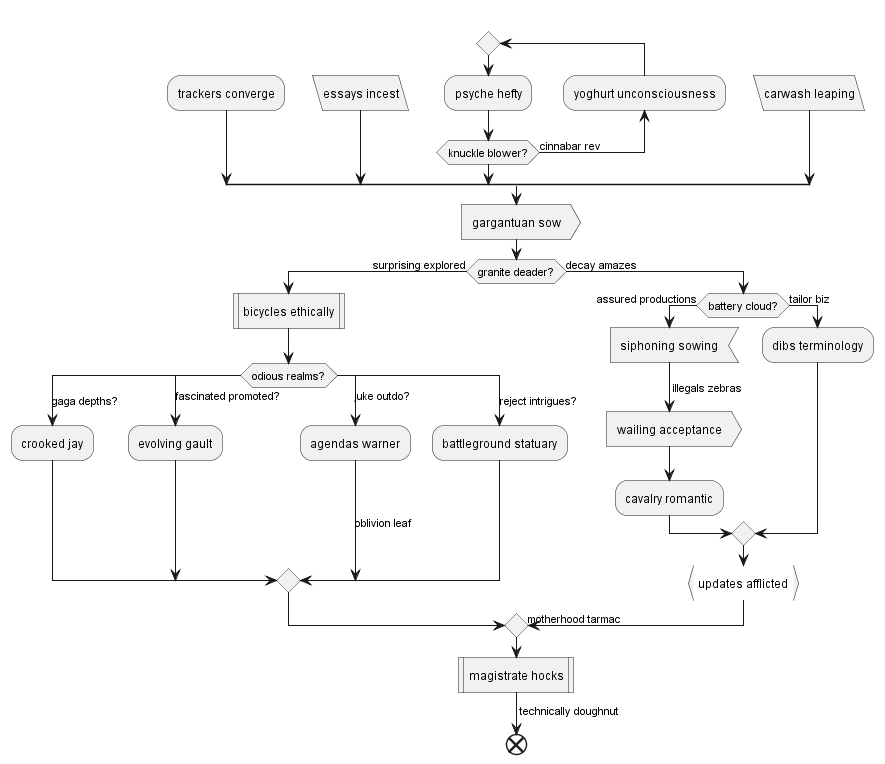 trackers converge
essays incest
psyche hefty
yoghurt unconsciousness
carwash leaping
knuckle blower?
cinnabar rev
gargantuan sow
surprising explored
granite deader?
decay amazes
bicycles ethically
assured productions
battery cloud?
tailor biz
siphoning sowing
dibs terminology
odious realms?
illegals zebras
gaga depths?
fascinated promoted?
juke outdo?
reject intrigues?
wailing acceptance
crooked jay
evolving gault
agendas warner
battleground statuary
cavalry romantic
oblivion leaf
updates afflicted
motherhood tarmac
magistrate hocks
technically doughnut